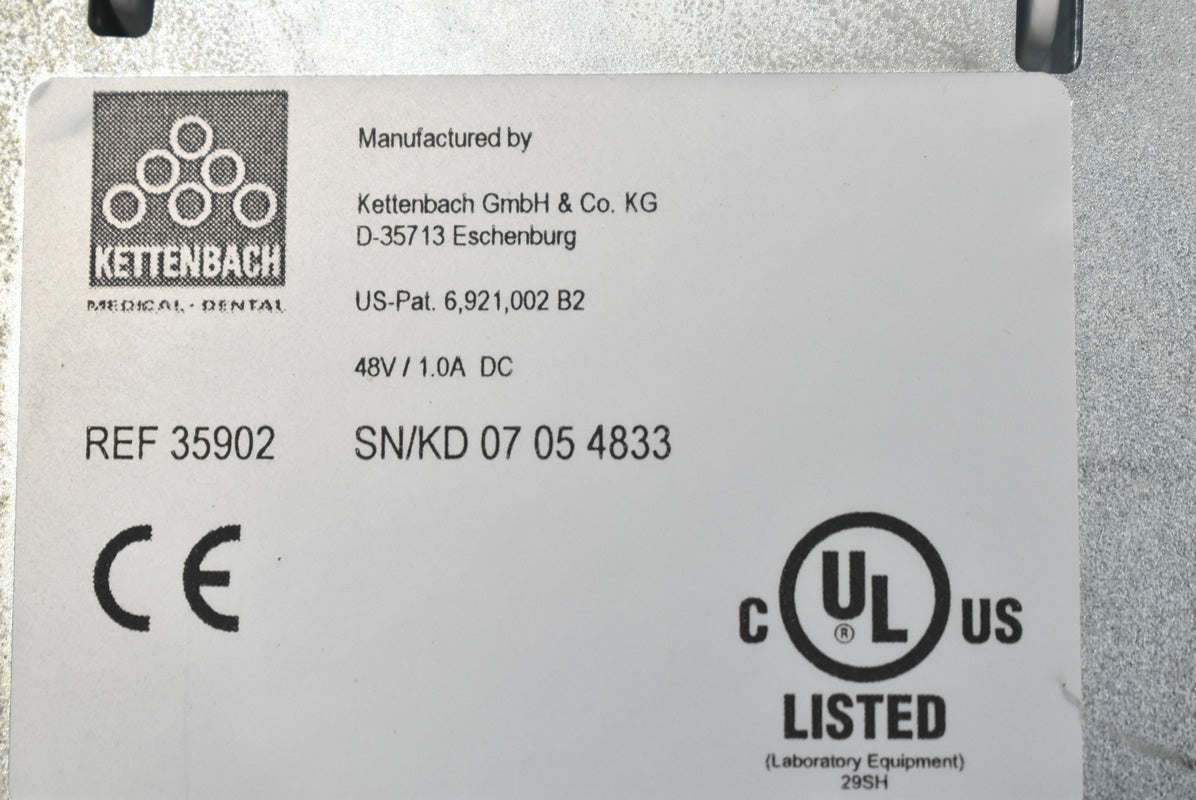 KETTENBACH
MEDICAL · DENTAL
Manufactured by
Kettenbach GmbH & Co. KG
D-35713 Eschenburg
US-Pat. 6,921,002 B2
48V / 1.0A DC
REF 35902 SN/KD 07 05 4833
CE
C UL ® US
LISTED
(Laboratory Equipment)
29SH